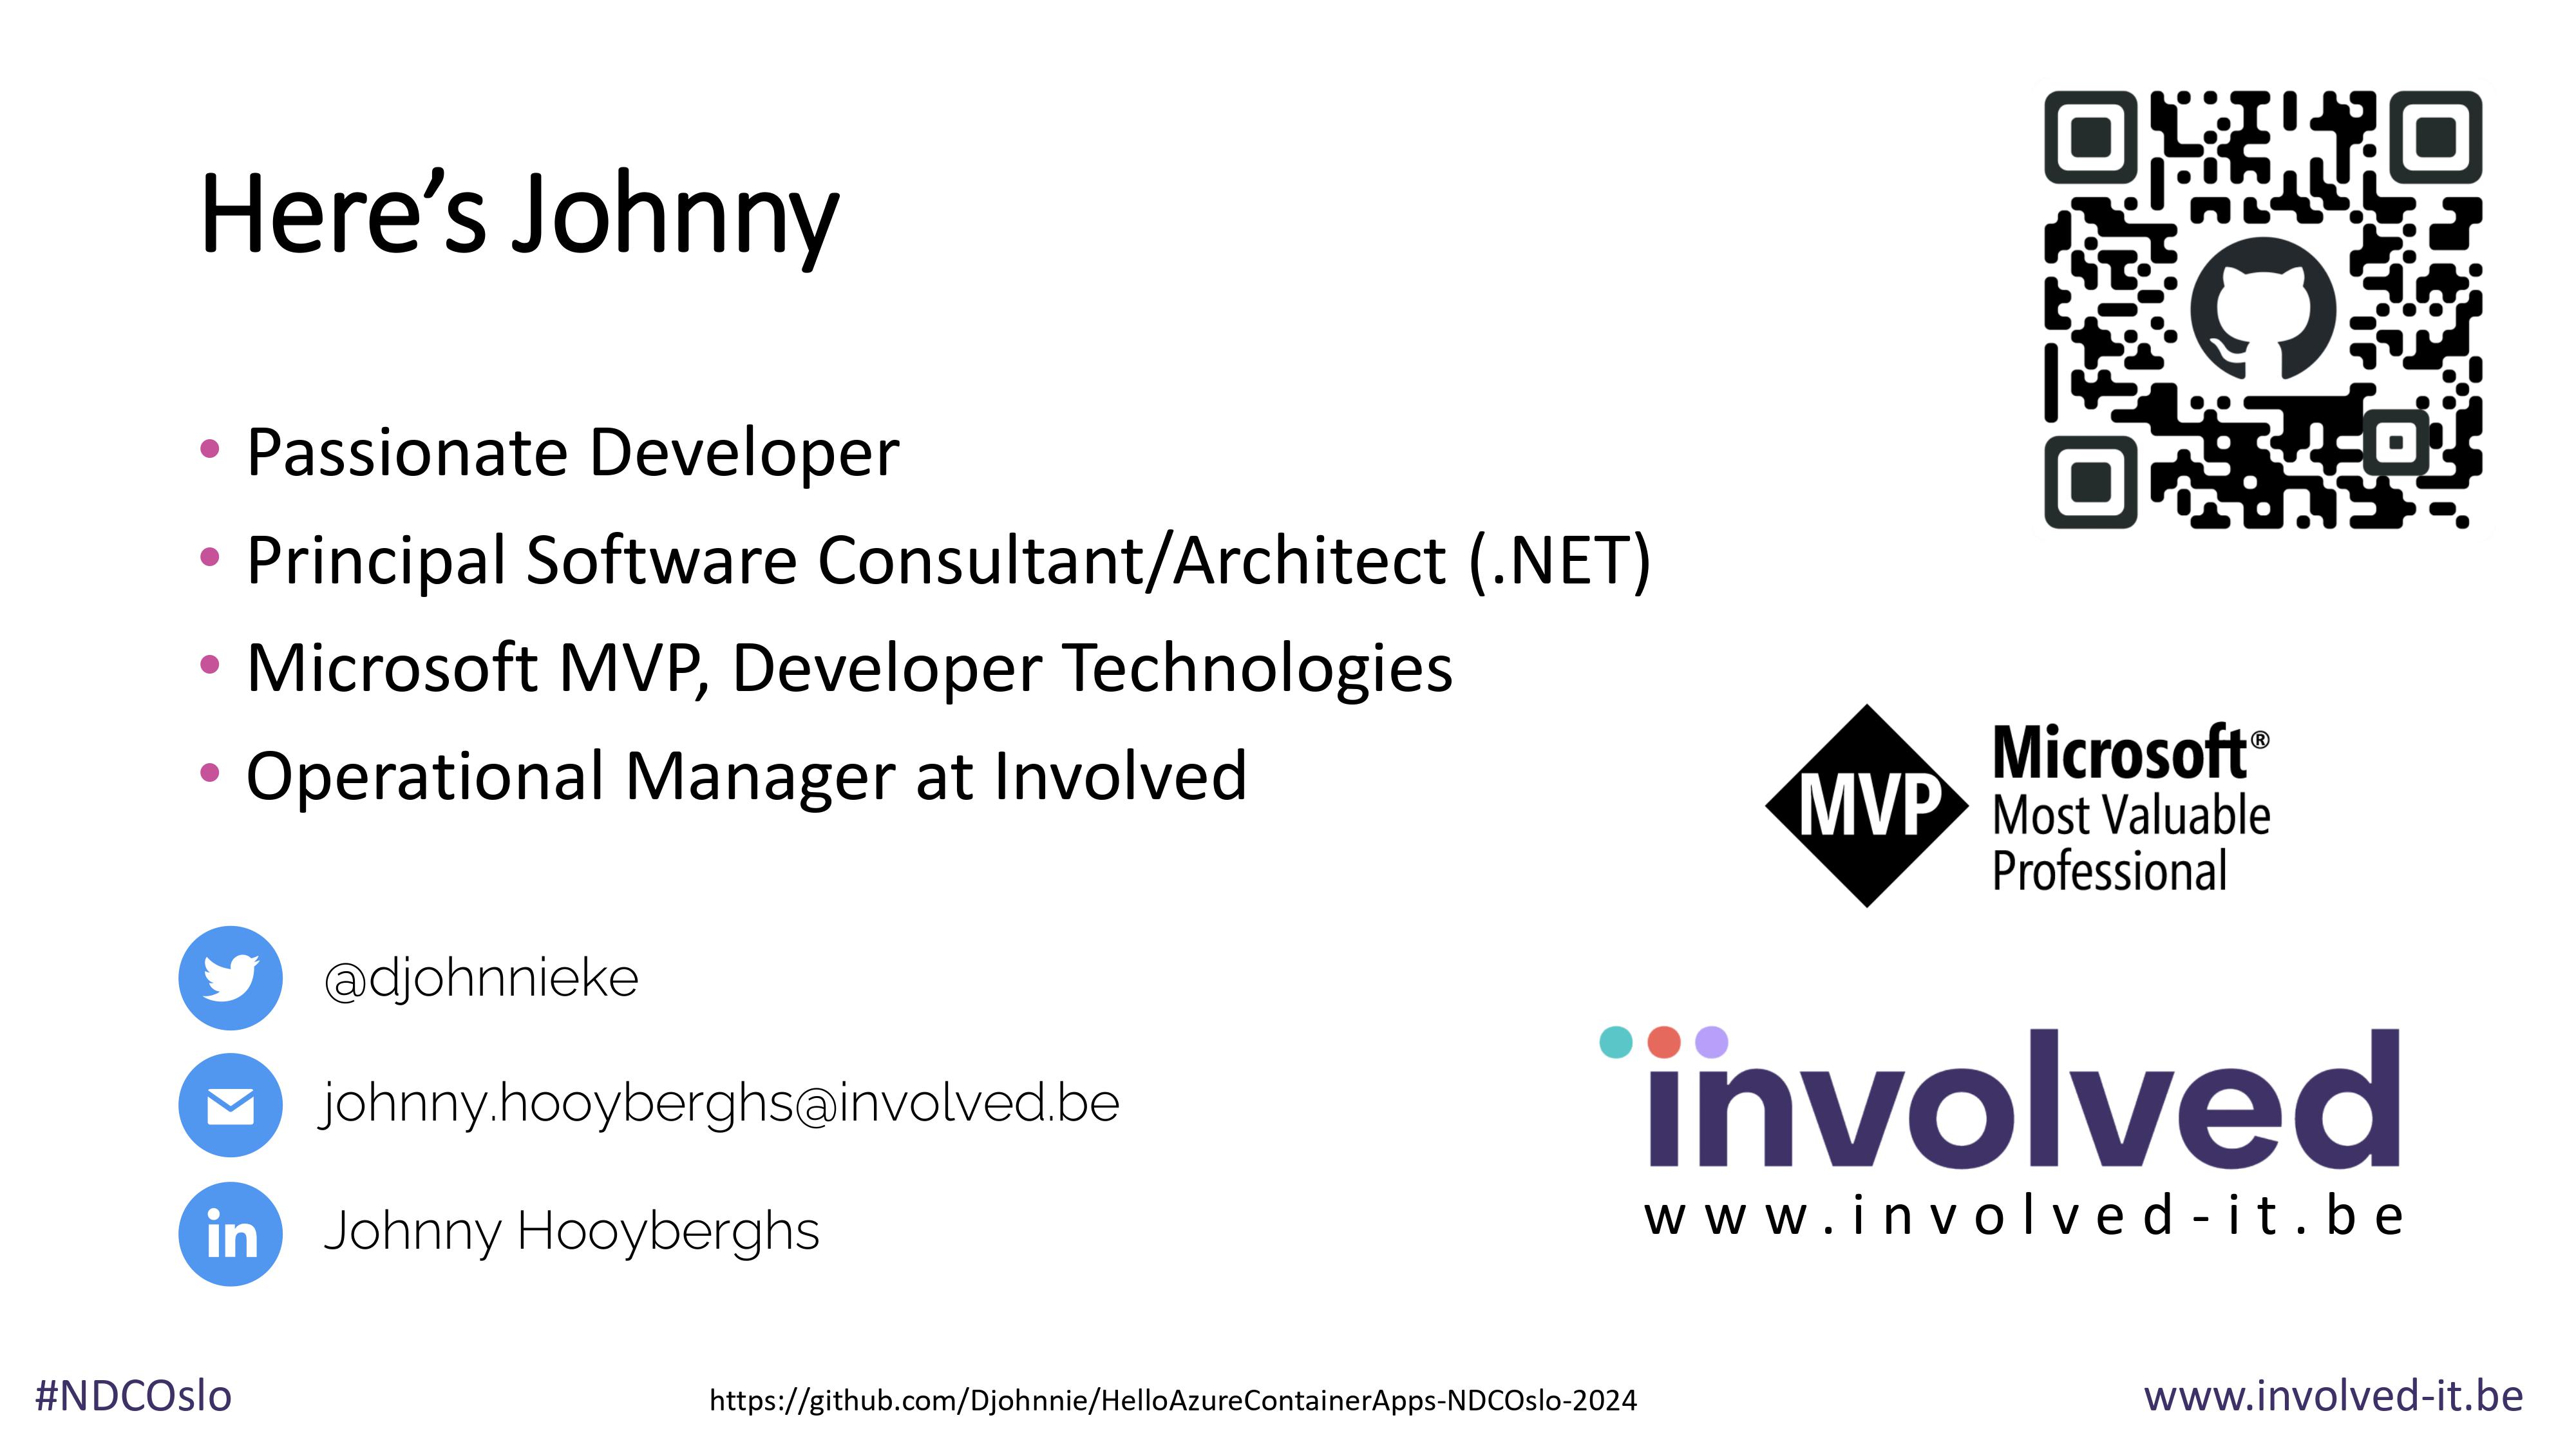 Here’s Johnny
• Passionate Developer
• Principal Software Consultant/Architect (.NET)
• Microsoft MVP, Developer Technologies
• Operational Manager at Involved
MVP
Microsoft®
Most Valuable
Professional
@djohnnieke
johnny.hooyberghs@involved.be
in
Johnny Hooyberghs
involved
www.involved-it.be
#NDCOslo
https://github.com/Djohnnie/HelloAzureContainerApps-NDCOslo-2024
www.involved-it.be